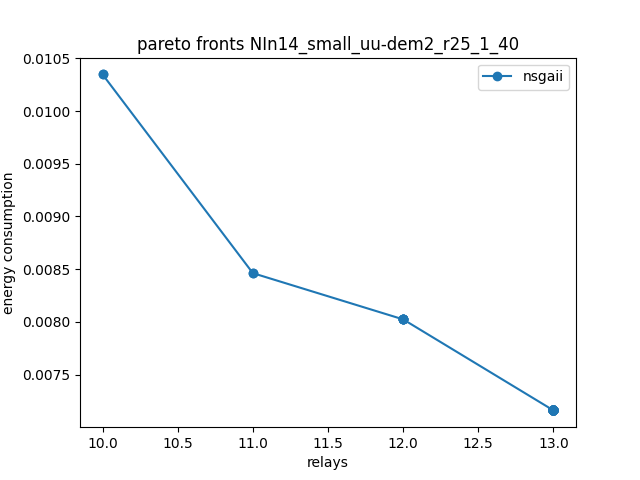 pareto fronts NIn14_small_uu-dem2_r25_1_40
nsgaii
energy consumption
0.0105
0.0100
0.0095
0.0090
0.0085
0.0080
0.0075
10.0 10.5 11.0 11.5 12.0 12.5 13.0
relays